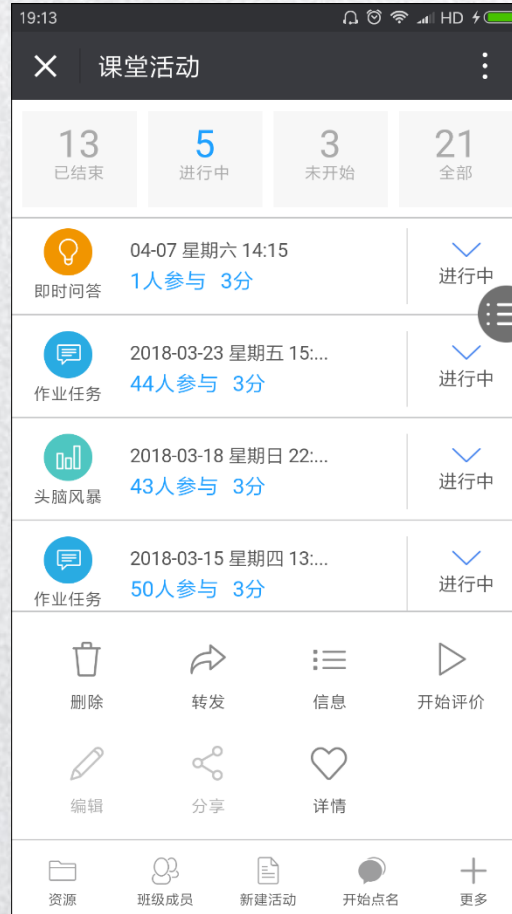 19:13 HD
课堂活动
13 5 3 21
已结束 进行中 未开始 全部
04-07 星期六 14:15
即时问答 1人参与 3分 进行中
2018-03-23 星期五 15:...
作业任务 44人参与 3分 进行中
2018-03-18 星期日 22:...
头脑风暴 43人参与 3分 进行中
2018-03-15 星期四 13:...
作业任务 50人参与 3分 进行中
删除 转发 信息 开始评价
编辑 分享 详情
资源 班级成员 新建活动 开始点名 更多